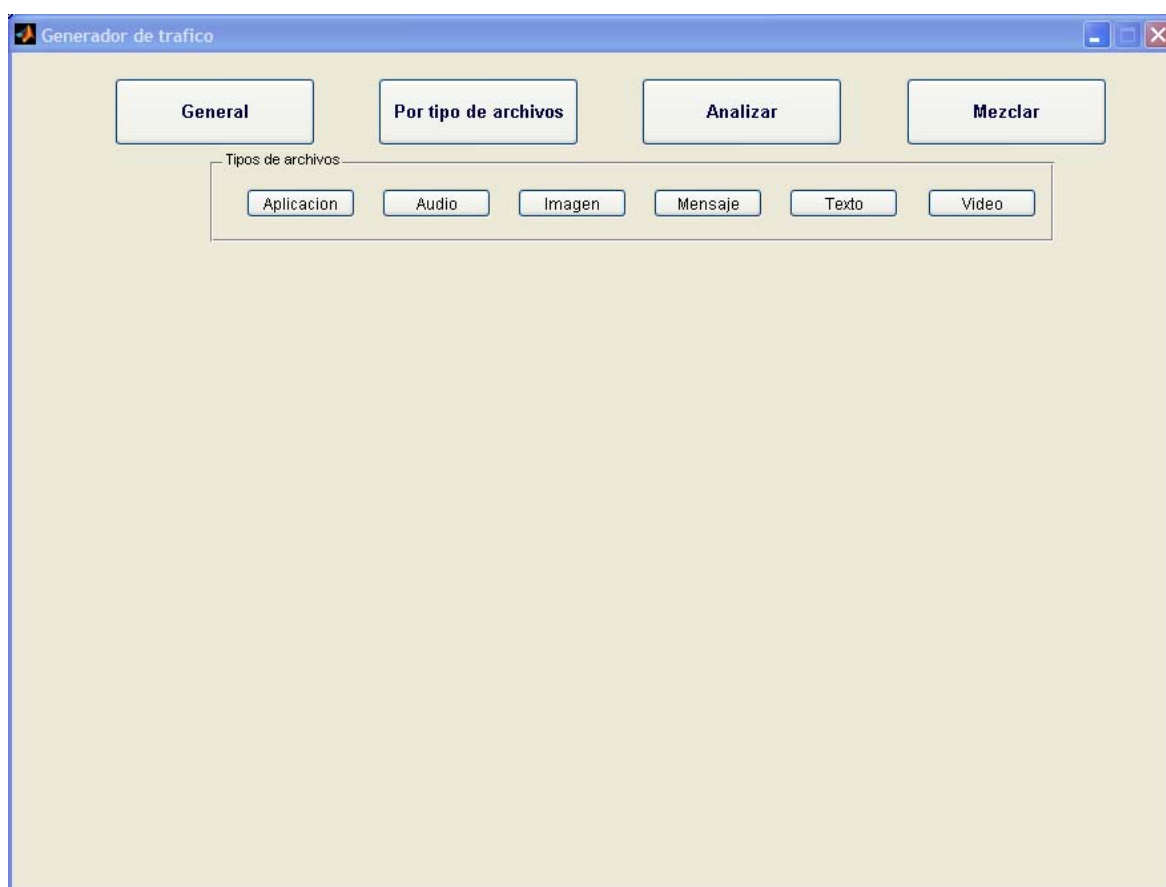 Generador de trafico
General Por tipo de archivos Analizar Mezclar
Tipos de archivos
Aplicacion Audio Imagen Mensaje Texto Video